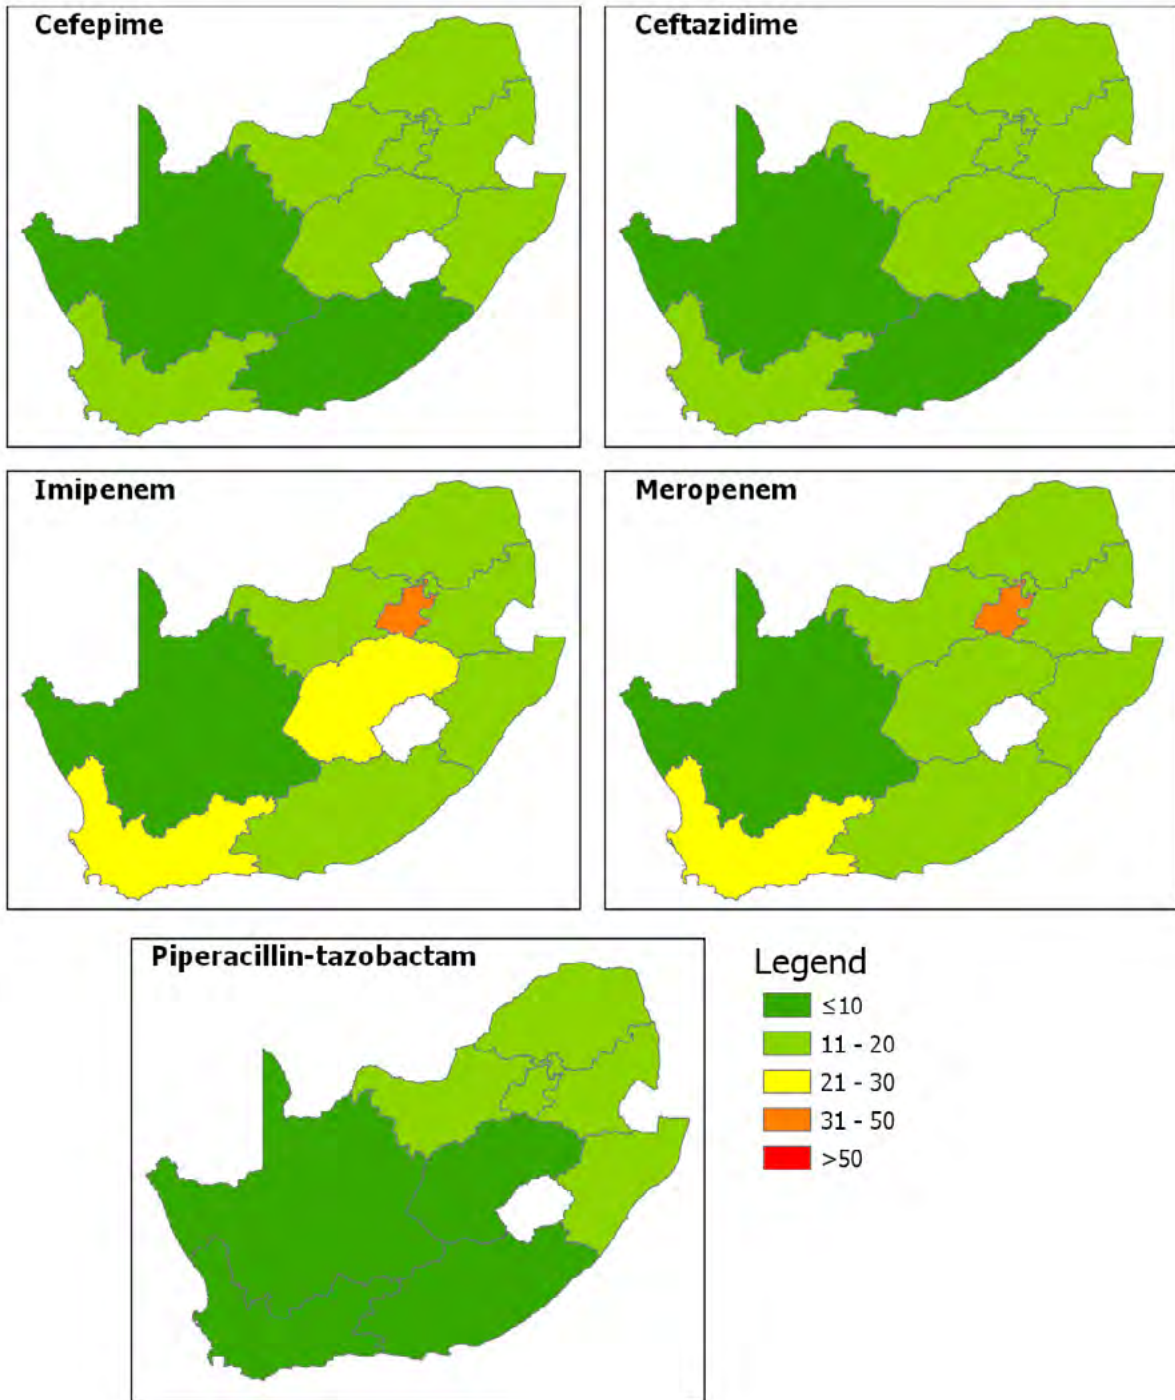 Cefepime
Ceftazidime
Imipenem
Meropenem
Piperacillin-tazobactam
Legend
≤10
11 - 20
21 - 30
31 - 50
>50